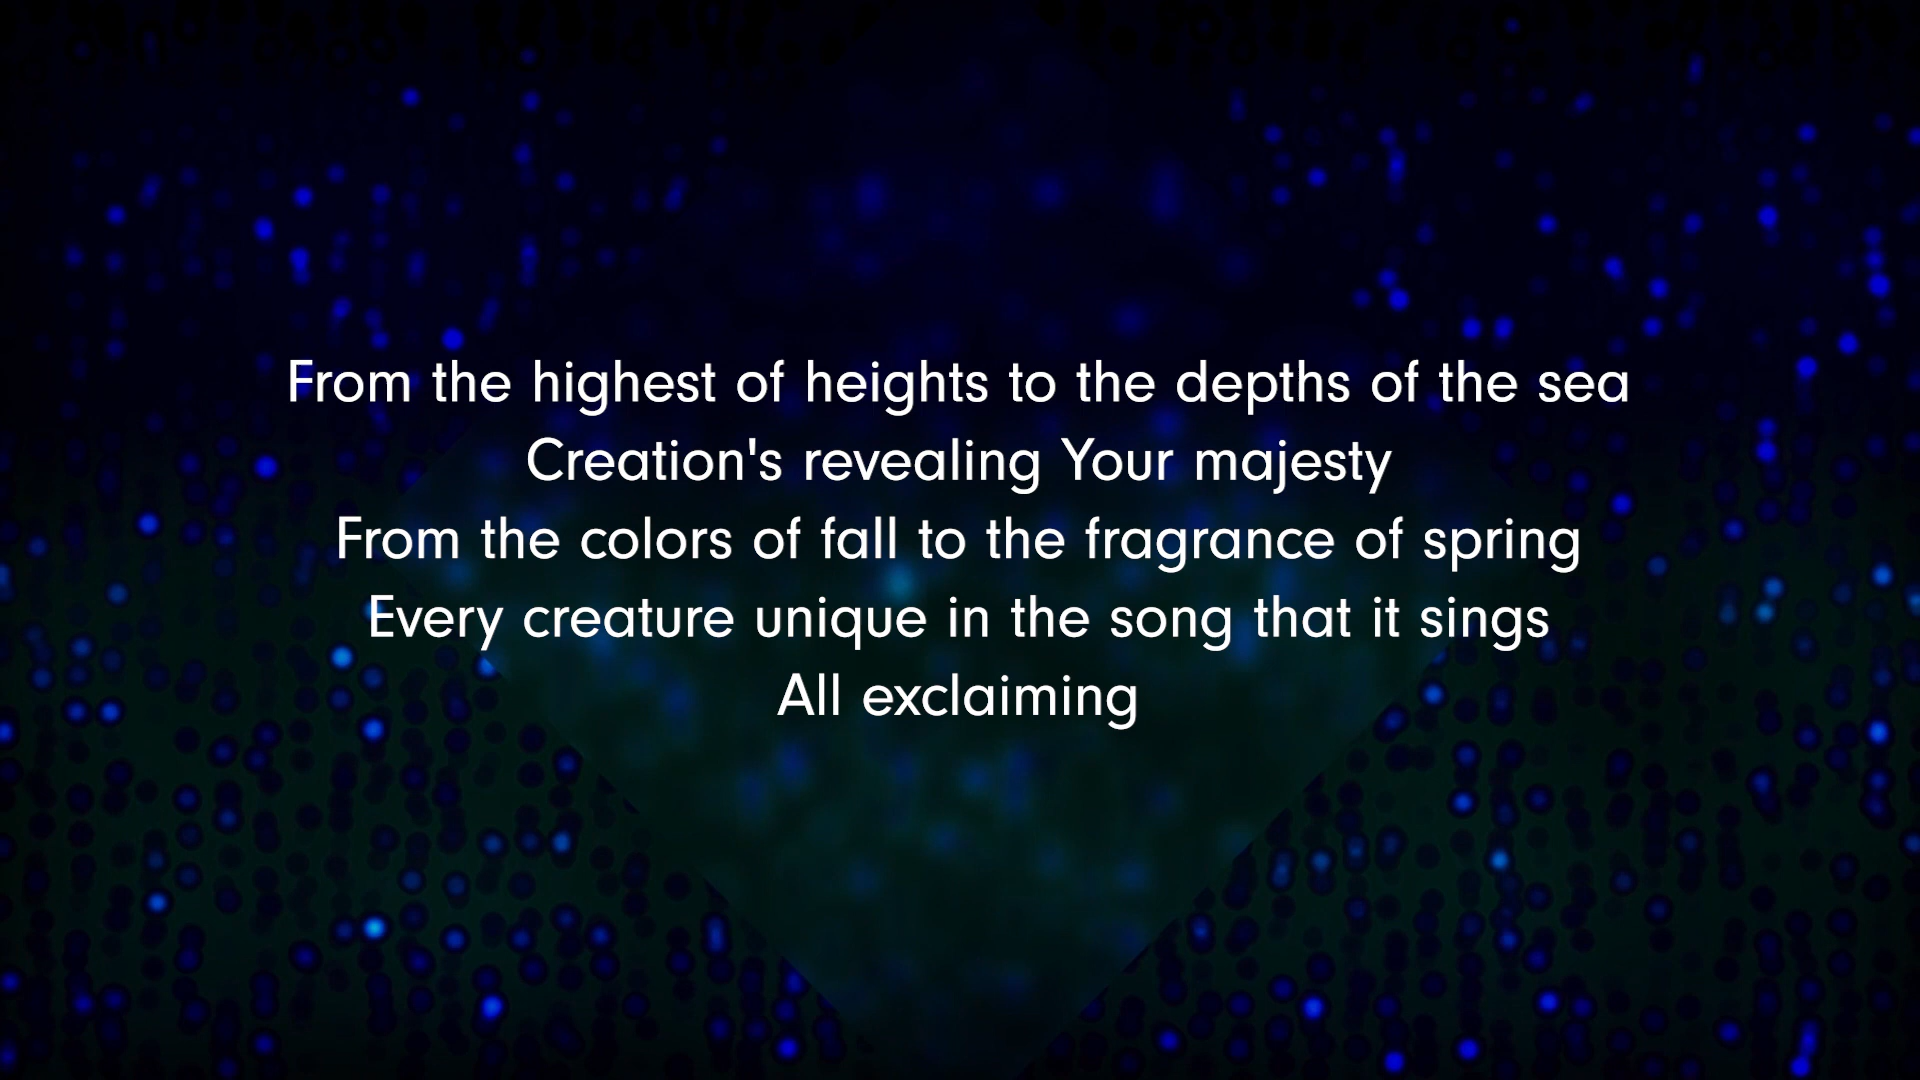 From the highest of heights to the depths of the sea
Creation's revealing Your majesty
From the colors of fall to the fragrance of spring
Every creature unique in the song that it sings
All exclaiming